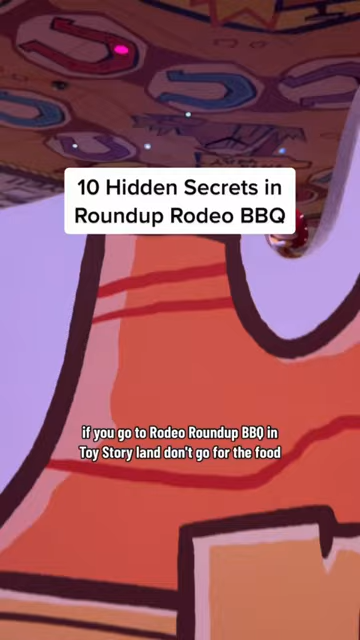 10 Hidden Secrets in
Roundup Rodeo BBQ
if you go to Rodeo Roundup BBQ in
Toy Story land don't go for the food